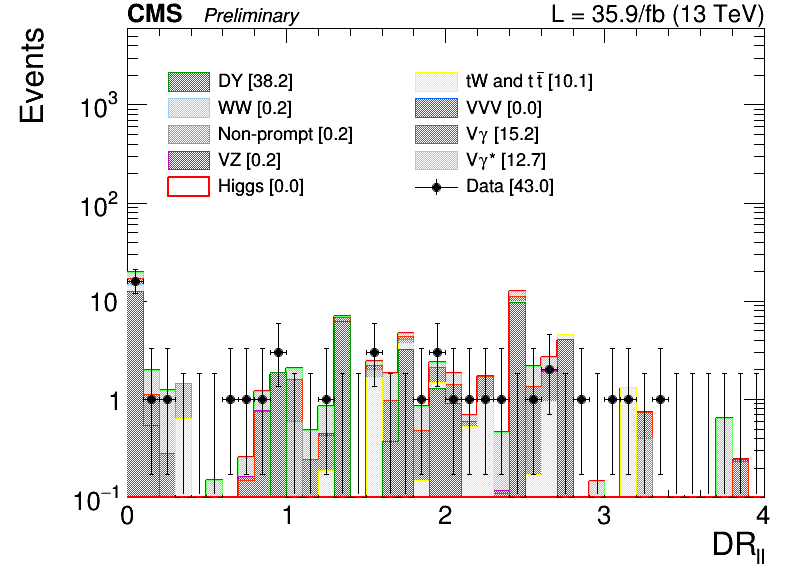 CMS Preliminary L = 35.9/fb (13 TeV)
Events
DY [38.2] tW and t t̅ [10.1]
WW [0.2] VVV [0.0]
Non-prompt [0.2] Vγ [15.2]
VZ [0.2] Vγ* [12.7]
Higgs [0.0] Data [43.0]
10³
10²
10
1
10⁻¹
0 1 2 3 4
DR_ll